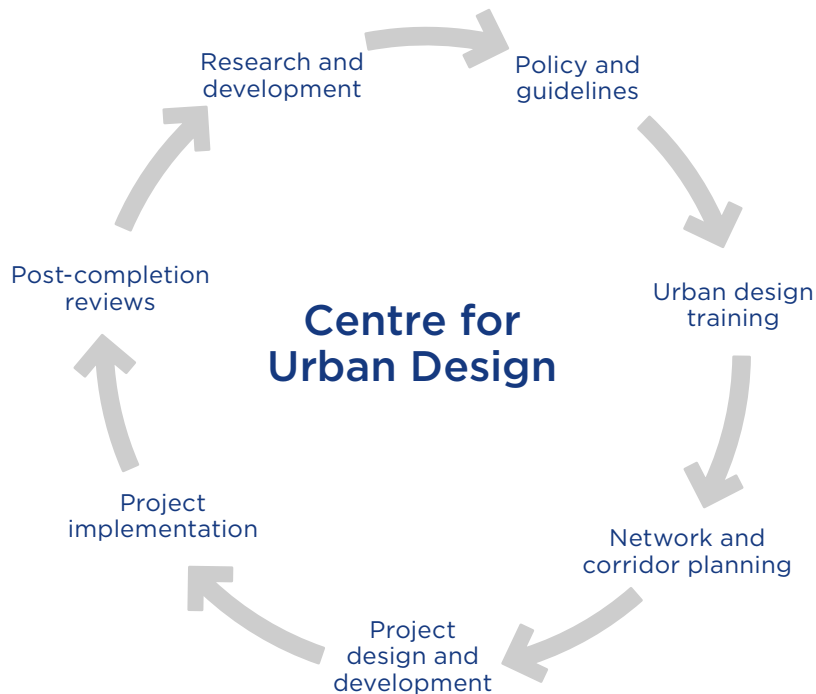 Research and
development
Policy and
guidelines
Urban design
training
Network and
corridor planning
Project
design and
development
Project
implementation
Post-completion
reviews
Centre for
Urban Design